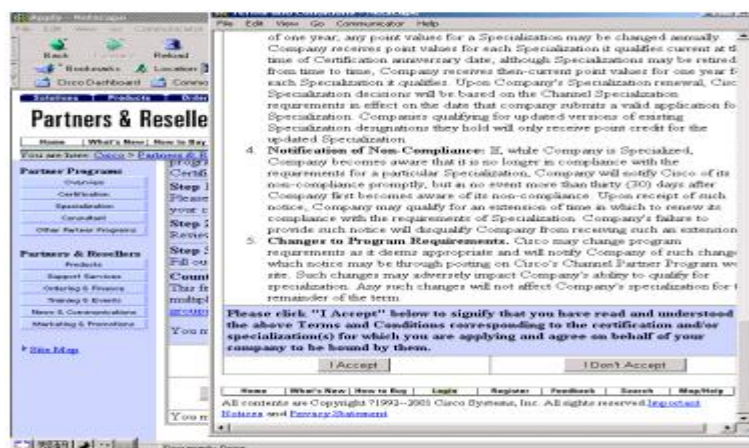 Apply - Netscape
Terms and Conditions - Netscape
File Edit View Go Communicator Help
Back
Reload
Bookmarks
Location
Cisco Dashboard
Solutions
Products
Order
Partners & Reselle
Home | What's New | How to Buy
You are here: Cisco > Partners & R
Partner Programs
Overview
Certification
Specialization
Consultant
Other Partner Programs
Partners & Resellers
Products
Support Services
Ordering & Finance
Training & Events
News & Communications
Marketing & Promotions
Site Map
progr
Certifi
Step 1
Please
your c
Step 2
Review
Step 3
Fill ou
Count
This fe
multipl
You m
You m
of one year, any point values for a Specialization may be changed annually.
Company receives point values for each Specialization it qualifies current at th
time of Certification anniversary date, although Specializations may be retired
from time to time, Company receives then-current point values for one year f
each Specialization it qualifies. Upon Company's Specialization renewal, Cisc
Specialization decisions will be based on the Channel Specialization
requirements in effect on the date that company submits a valid application fo
Specialization. Companies qualifying for updated versions of existing
Specialization designations they hold will only receive point credit for the
updated Specialization.
4. Notification of Non-Compliance: If, while Company is Specialized,
Company becomes aware that it is no longer in compliance with the
requirements for a particular Specialization, Company will notify Cisco of its
non-compliance promptly, but in no event more than thirty (30) days after
Company first becomes aware of its non-compliance. Upon receipt of such
notice, Company may qualify for an extension of time in which to renew its
compliance with the requirements of Specialization. Company's failure to
provide such notice will disqualify Company from receiving such an extension
5. Changes to Program Requirements. Cisco may change program
requirements as it deems appropriate and will notify Company of such change
which notice may be through posting on Cisco's Channel Partner Program we
site. Such changes may adversely impact Company's ability to qualify for
specialization. Any such changes will not affect Company's specialization for t
remainder of the term.
Please click "I Accept" below to signify that you have read and understood
the above Terms and Conditions corresponding to the certification and/or
specialization(s) for which you are applying and agree on behalf of your
company to be bound by them.
I Accept
I Don't Accept
Home | What's New | How to Buy | Login | Register | Feedback | Search | Map/Help
All contents are Copyright ?1992--2001 Cisco Systems, Inc. All rights reserved. Important
Notices and Privacy Statement.